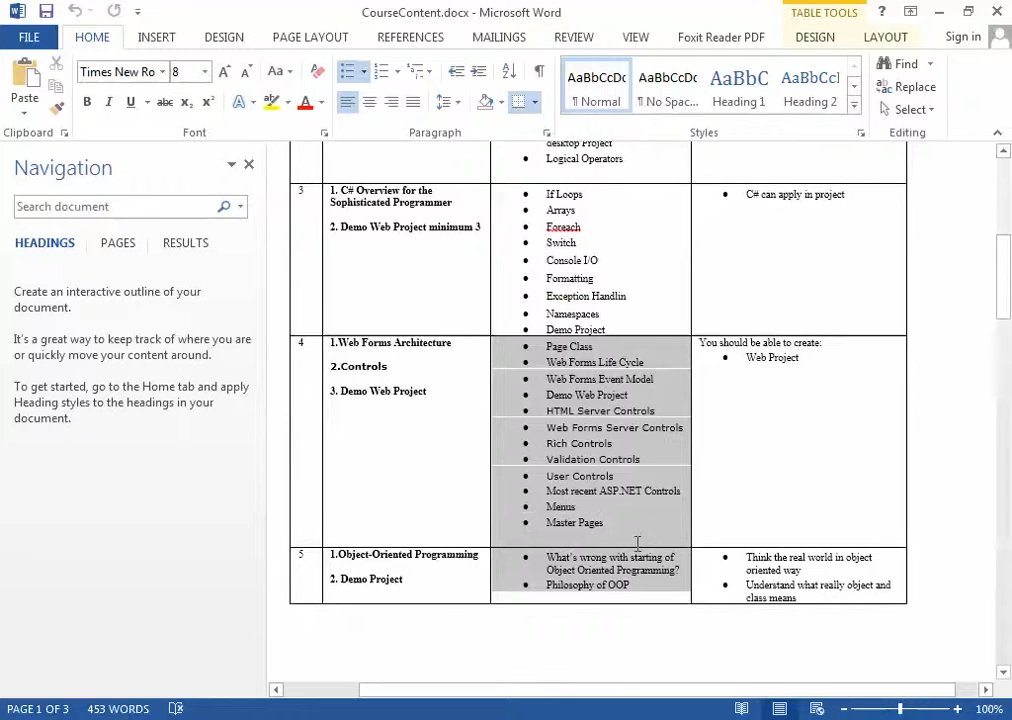 CourseContent.docx - Microsoft Word
TABLE TOOLS
FILE
HOME
INSERT
DESIGN
PAGE LAYOUT
REFERENCES
MAILINGS
REVIEW
VIEW
Foxit Reader PDF
DESIGN
LAYOUT
Sign in
Paste
Times New Ro
8
Aa
B I U abc x₂ x²
A
A
AaBbCcDc
¶ Normal
AaBbCcDc
¶ No Spac...
AaBbC
Heading 1
AaBbCcl
Heading 2
Find
Replace
Select
Clipboard
Font
Paragraph
Styles
Editing
Navigation
Search document
HEADINGS
PAGES
RESULTS
Create an interactive outline of your
document.
It's a great way to keep track of where you are
or quickly move your content around.
To get started, go to the Home tab and apply
Heading styles to the headings in your
document.
desktop Project
• Logical Operators
3
1. C# Overview for the
Sophisticated Programmer
2. Demo Web Project minimum 3
• If Loops
• Arrays
• Foreach
• Switch
• Console I/O
• Formatting
• Exception Handlin
• Namespaces
• Demo Project
• C# can apply in project
4
1.Web Forms Architecture
2.Controls
3. Demo Web Project
• Page Class
• Web Forms Life Cycle
• Web Forms Event Model
• Demo Web Project
• HTML Server Controls
• Web Forms Server Controls
• Rich Controls
• Validation Controls
• User Controls
• Most recent ASP.NET Controls
• Menus
• Master Pages
You should be able to create:
• Web Project
5
1.Object-Oriented Programming
2. Demo Project
• What's wrong with starting of
Object Oriented Programming?
• Philosophy of OOP
• Think the real world in object
oriented way
• Understand what really object and
class means
PAGE 1 OF 3
453 WORDS
100%